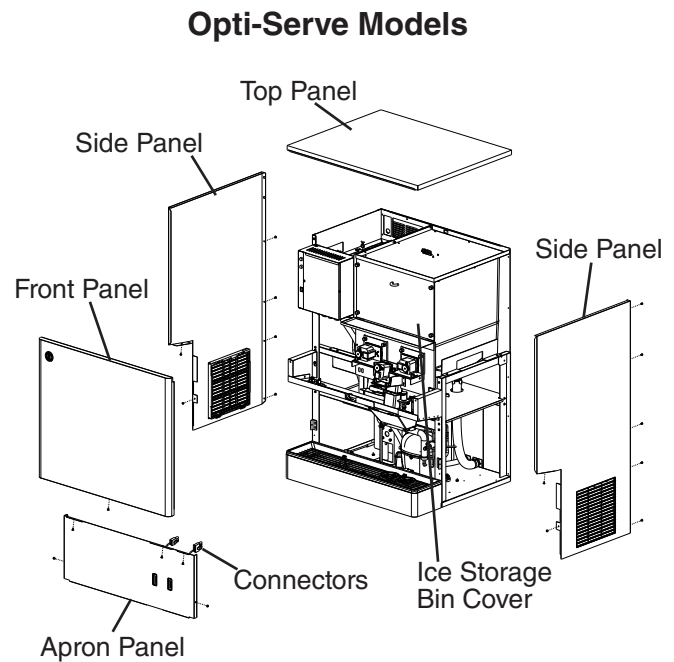 Opti-Serve Models
Top Panel
Side Panel
Side Panel
Front Panel
Connectors
Ice Storage
Bin Cover
Apron Panel